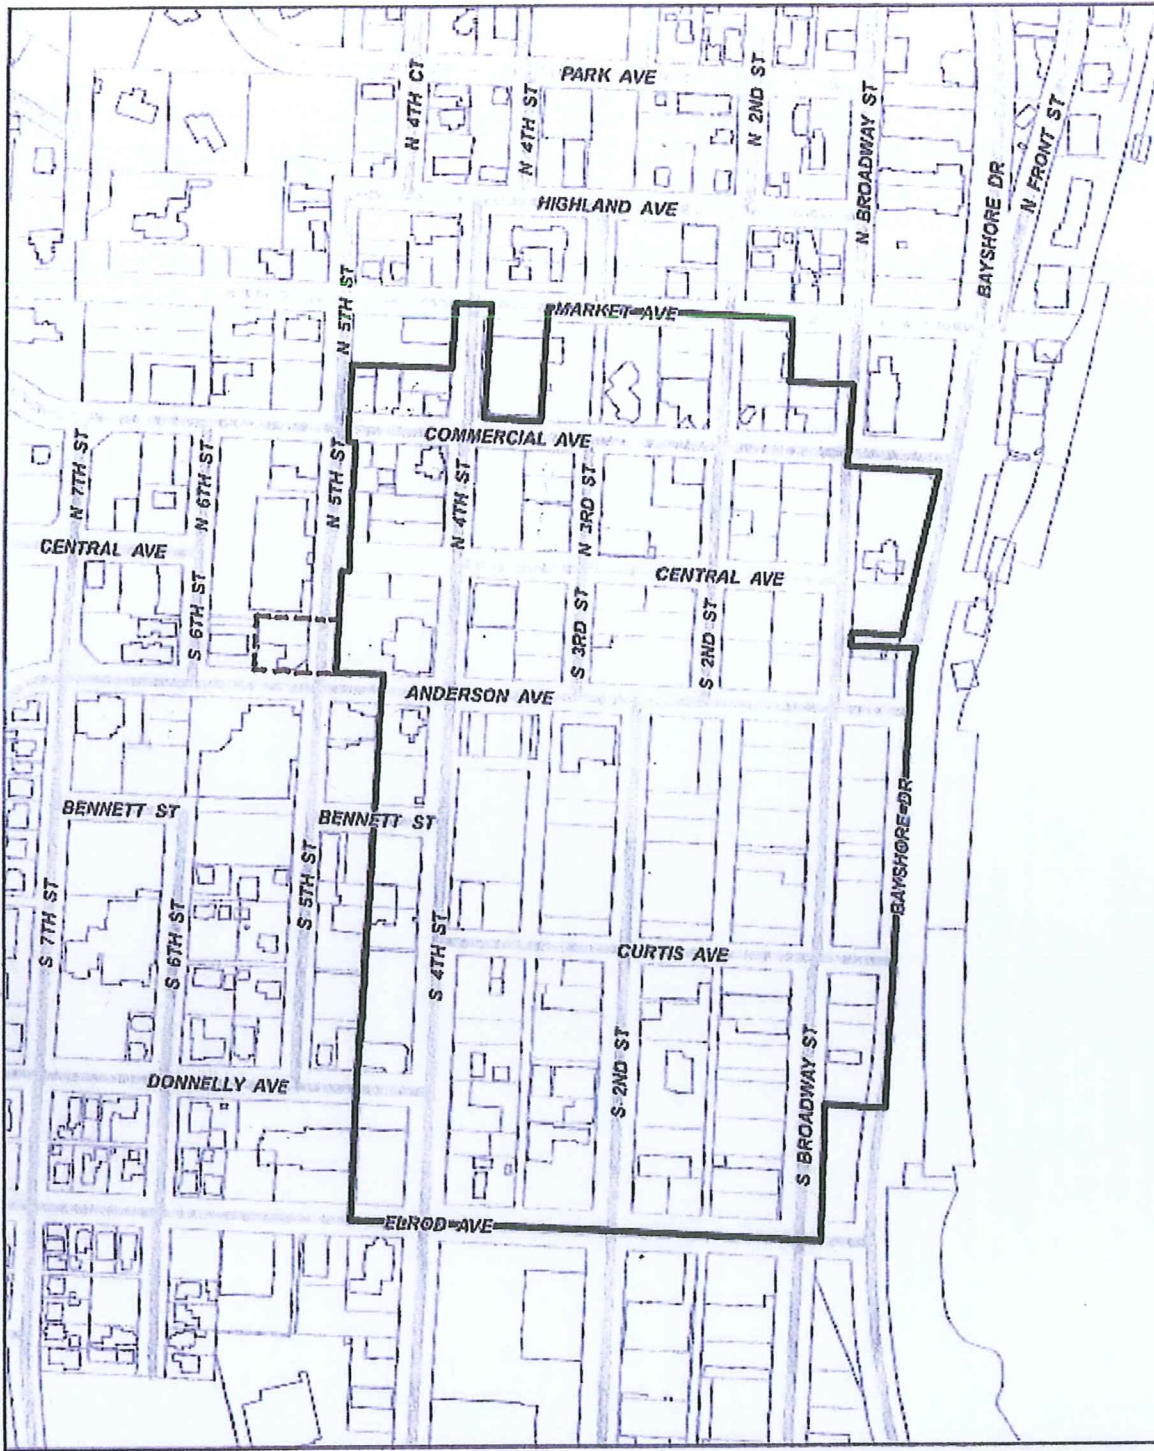 PARK AVE
N 4TH CT
N 4TH ST
N 2ND ST
N BROADWAY ST
BAYSHORE DR
N FRONT ST
HIGHLAND AVE
N 5TH ST
MARKET AVE
COMMERCIAL AVE
N 7TH ST
N 6TH ST
N 5TH ST
N 4TH ST
N 3RD ST
CENTRAL AVE
CENTRAL AVE
S 6TH ST
S 3RD ST
S 2ND ST
ANDERSON AVE
BENNETT ST
BENNETT ST
BAYSHORE DR
S 7TH ST
S 6TH ST
S 5TH ST
S 4TH ST
CURTIS AVE
S 2ND ST
S BROADWAY ST
DONNELLY AVE
ELROD AVE